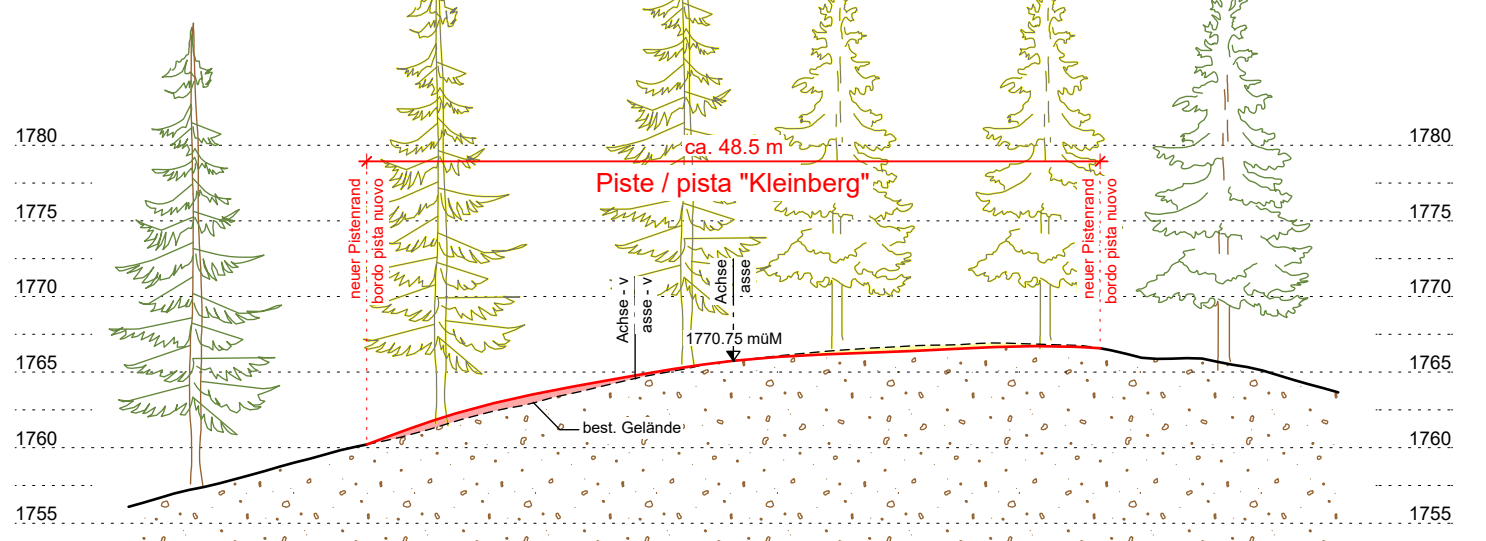 ca. 48.5 m
Piste / pista "Kleinberg"
1780
1780
1775
1775
1770
1770
1765
1765
1760
1760
1755
1755
neuer Pistenrand
bordo pista nuovo
Achse - v
asse - v
Achse
asse
1770.75 müM
neuer Pistenrand
bordo pista nuovo
best. Gelände